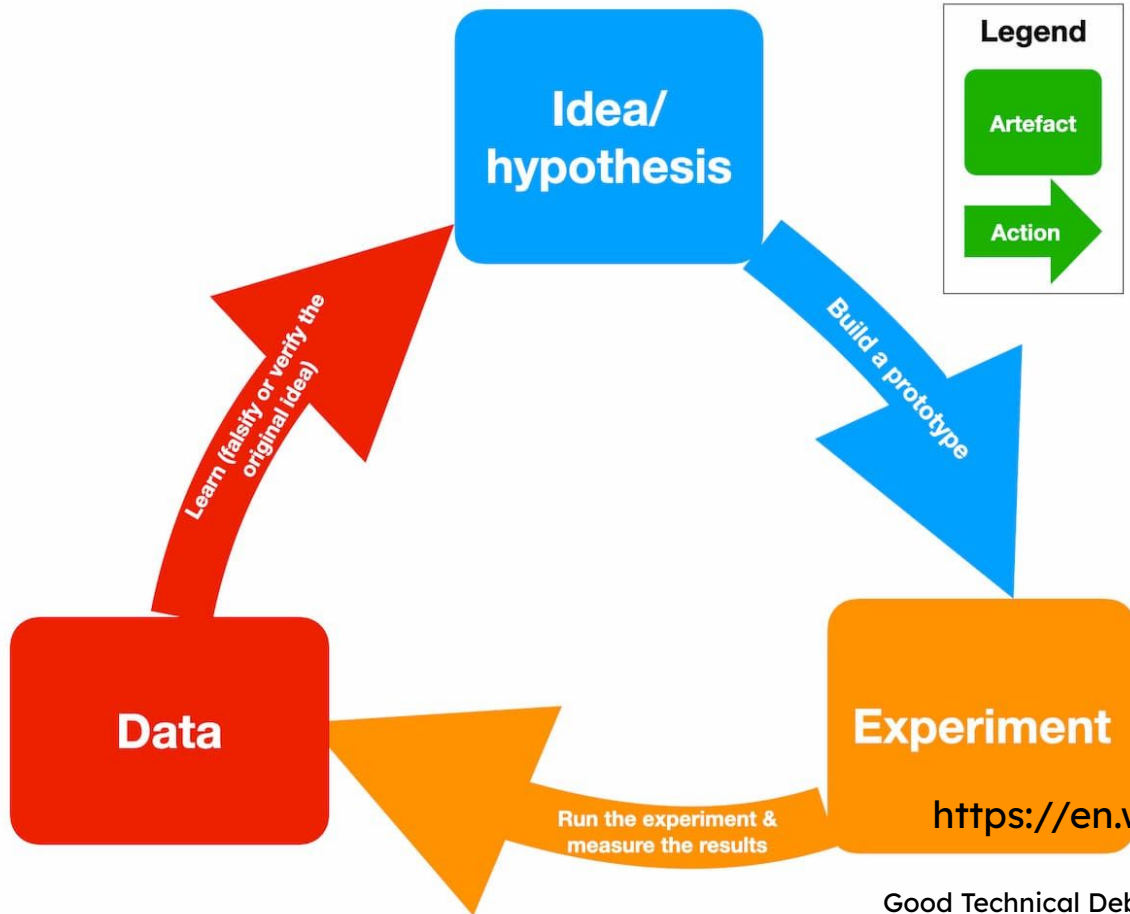 Legend
Artefact
Action
Idea/
hypothesis
Build a prototype
Experiment
Run the experiment &
measure the results
Data
Learn (falsify or verify the
original idea)
https://en.
Good Technical